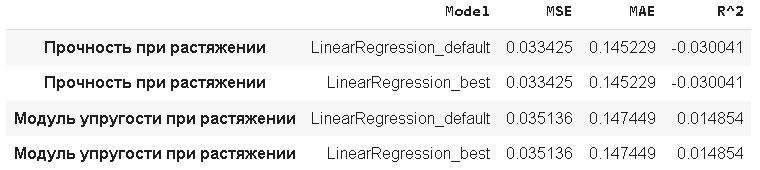 Model MSE MAE R^2
Прочность при растяжении LinearRegression_default 0.033425 0.145229 -0.030041
Прочность при растяжении LinearRegression_best 0.033425 0.145229 -0.030041
Модуль упругости при растяжении LinearRegression_default 0.035136 0.147449 0.014854
Модуль упругости при растяжении LinearRegression_best 0.035136 0.147449 0.014854